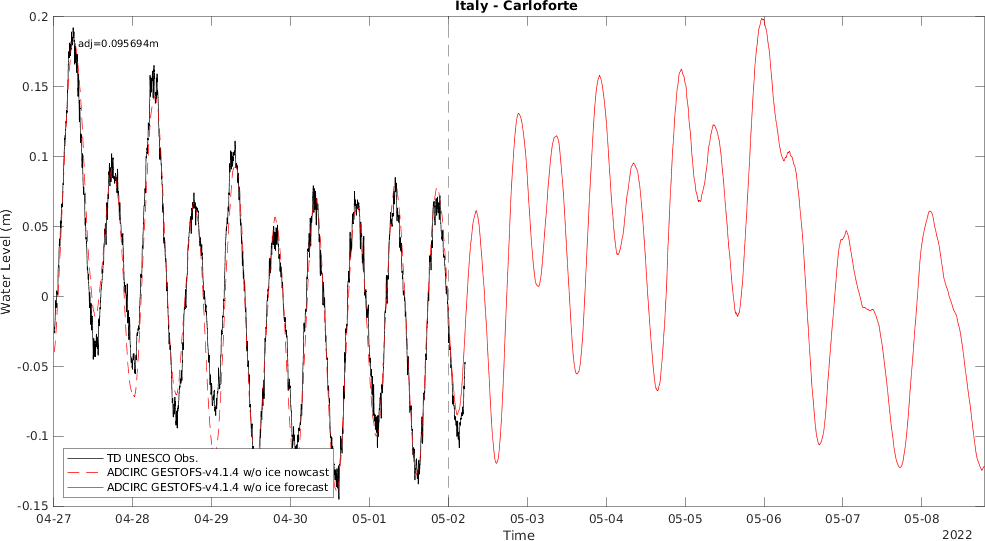 Italy - Carloforte
adj=0.095694m
0.2
0.15
0.1
0.05
0
-0.05
-0.1
-0.15
Water Level (m)
TD UNESCO Obs.
ADCIRC GESTOFS-v4.1.4 w/o ice nowcast
ADCIRC GESTOFS-v4.1.4 w/o ice forecast
04-27 04-28 04-29 04-30 05-01 05-02 05-03 05-04 05-05 05-06 05-07 05-08
Time
2022